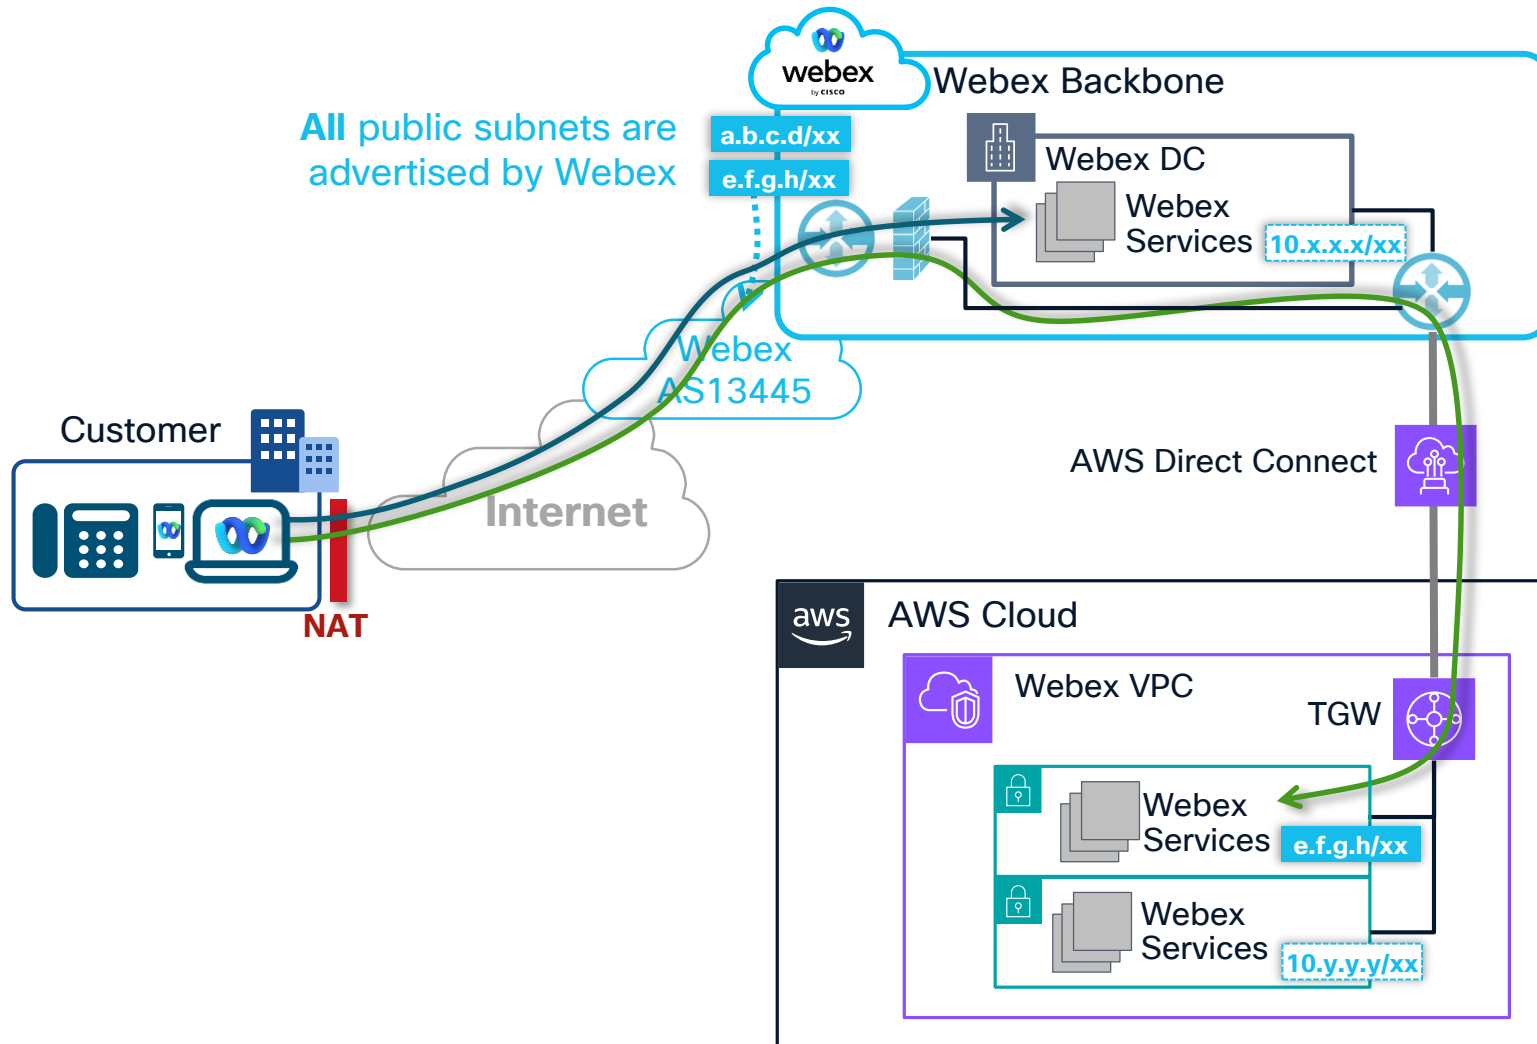 webex
by CISCO
Webex Backbone
All public subnets are
advertised by Webex
a.b.c.d/xx
e.f.g.h/xx
Webex DC
Webex
Services
10.x.x.x/xx
Webex
AS13445
Customer
Internet
NAT
AWS Direct Connect
aws
AWS Cloud
Webex VPC
TGW
Webex
Services
e.f.g.h/xx
Webex
Services
10.y.y.y/xx